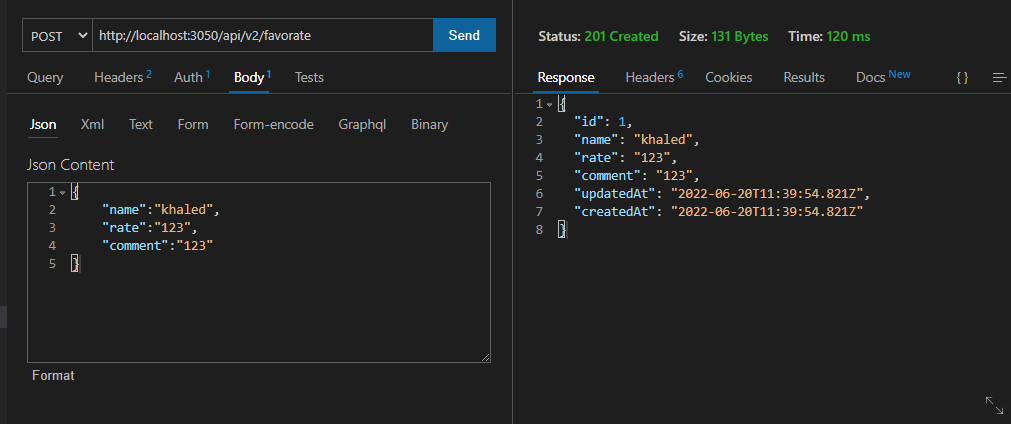 POST http://localhost:3050/api/v2/favorate Send
Query Headers 2 Auth 1 Body 1 Tests
Json Xml Text Form Form-encode Graphql Binary
Json Content
1 {
2 "name":"khaled",
3 "rate":"123",
4 "comment":"123"
5 }
Format
Status: 201 Created Size: 131 Bytes Time: 120 ms
Response Headers 6 Cookies Results Docs New { }
1 {
2 "id": 1,
3 "name": "khaled",
4 "rate": "123",
5 "comment": "123",
6 "updatedAt": "2022-06-20T11:39:54.821Z",
7 "createdAt": "2022-06-20T11:39:54.821Z"
8 }